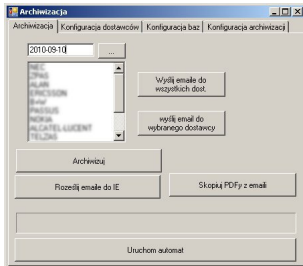 Archiwizacja
Archiwizacja Konfiguracja dostawców Konfiguracja baz Konfiguracja archiwizacji
2010-09-10 ...
NEC
ZPAS
ALAN
ERICSSON
PASSUS
NOKIA
ALCATEL-LUCENT
TELZAS
Wyślij emaile do
wszystkich dost.
wyślij email do
wybranego dostawcy
Archiwizuj
Roześlij emaile do IE
Skopiuj PDFy z emaili
Uruchom automat